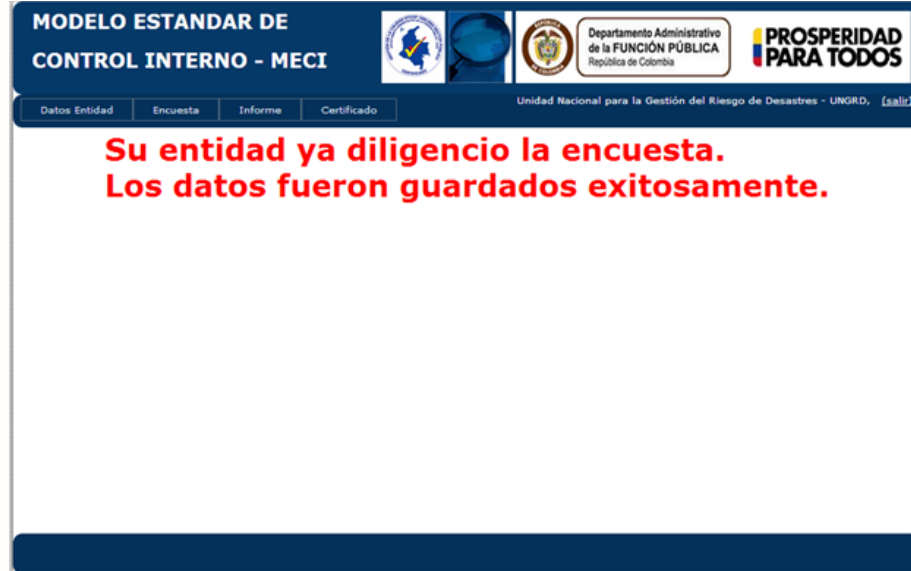 MODELO ESTANDAR DE
CONTROL INTERNO - MECI
Departamento Administrativo
de la FUNCIÓN PÚBLICA
República de Colombia
PROSPERIDAD
PARA TODOS
Datos Entidad Encuesta Informe Certificado
Unidad Nacional para la Gestión del Riesgo de Desastres - UNGRD, (salir)
Su entidad ya diligencio la encuesta.
Los datos fueron guardados exitosamente.